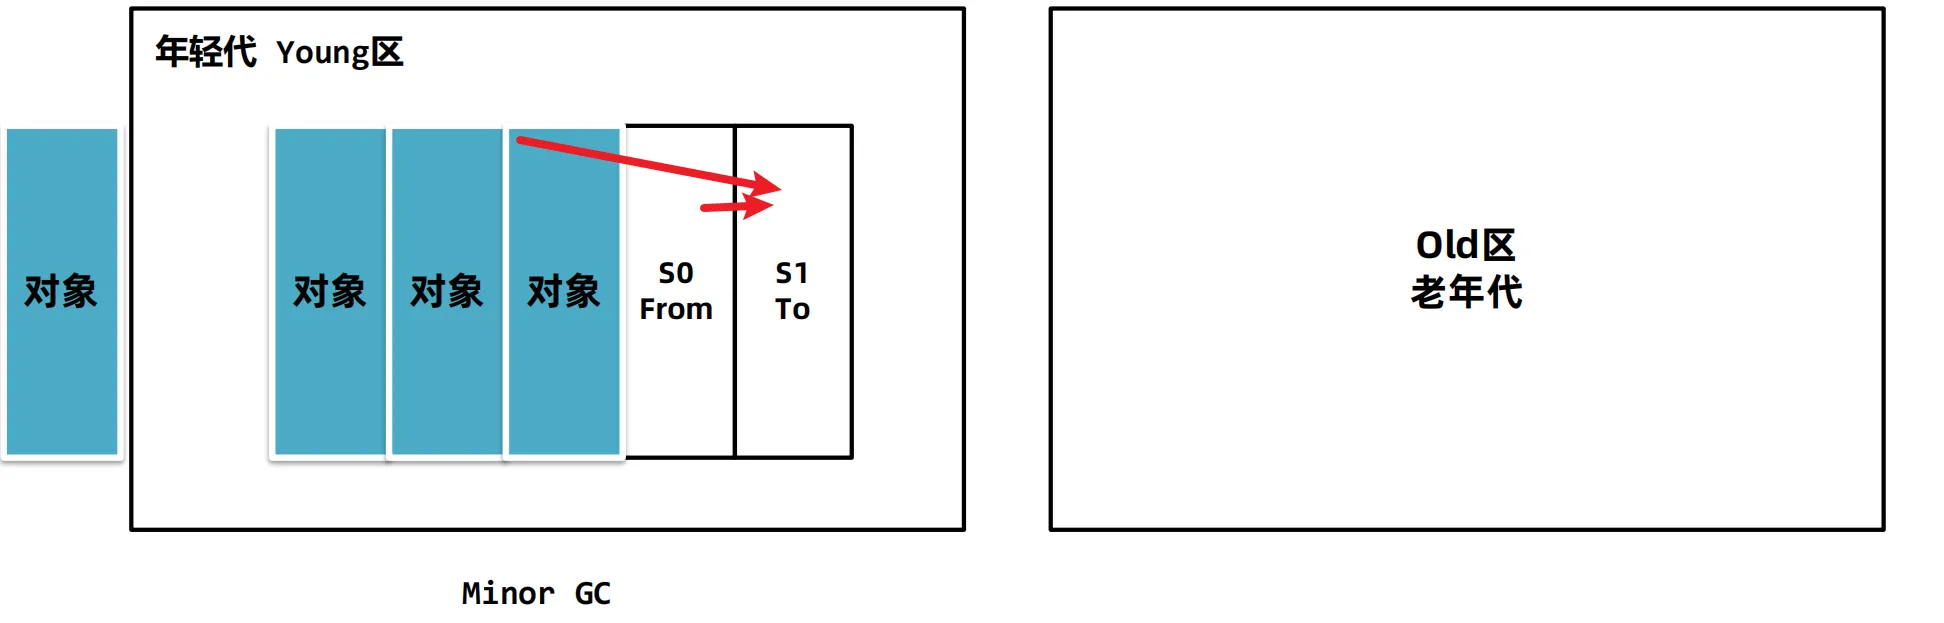 年轻代 Young区
对象
对象
对象
对象
S0
From
S1
To
Old区
老年代
Minor GC